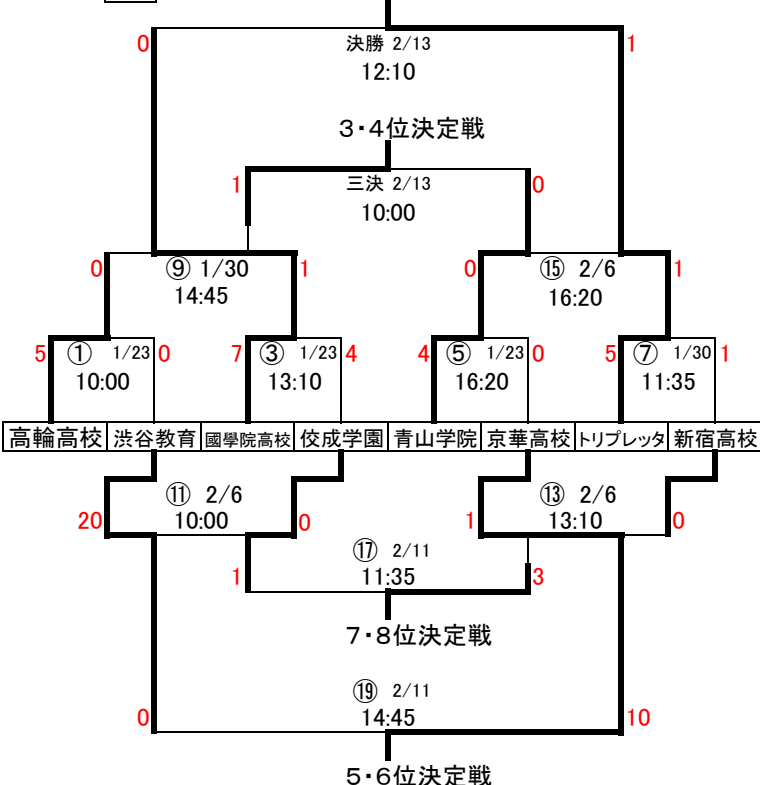 0 決勝 2/13 1
12:10
3・4位決定戦
1 三決 2/13 0
10:00
0 ⑨ 1/30 1 0 ⑮ 2/6 1
14:45 16:20
5 ① 1/23 0 7 ③ 1/23 4 4 ⑤ 1/23 0 5 ⑦ 1/30 1
10:00 13:10 16:20 11:35
高輪高校 渋谷教育 國學院高校 佼成学園 青山学院 京華高校 トリプレッタ 新宿高校
⑪ 2/6 ⑬ 2/6
20 10:00 0 1 13:10 0
⑰ 2/11
1 11:35 3
7・8位決定戦
⑲ 2/11
0 14:45 10
5・6位決定戦